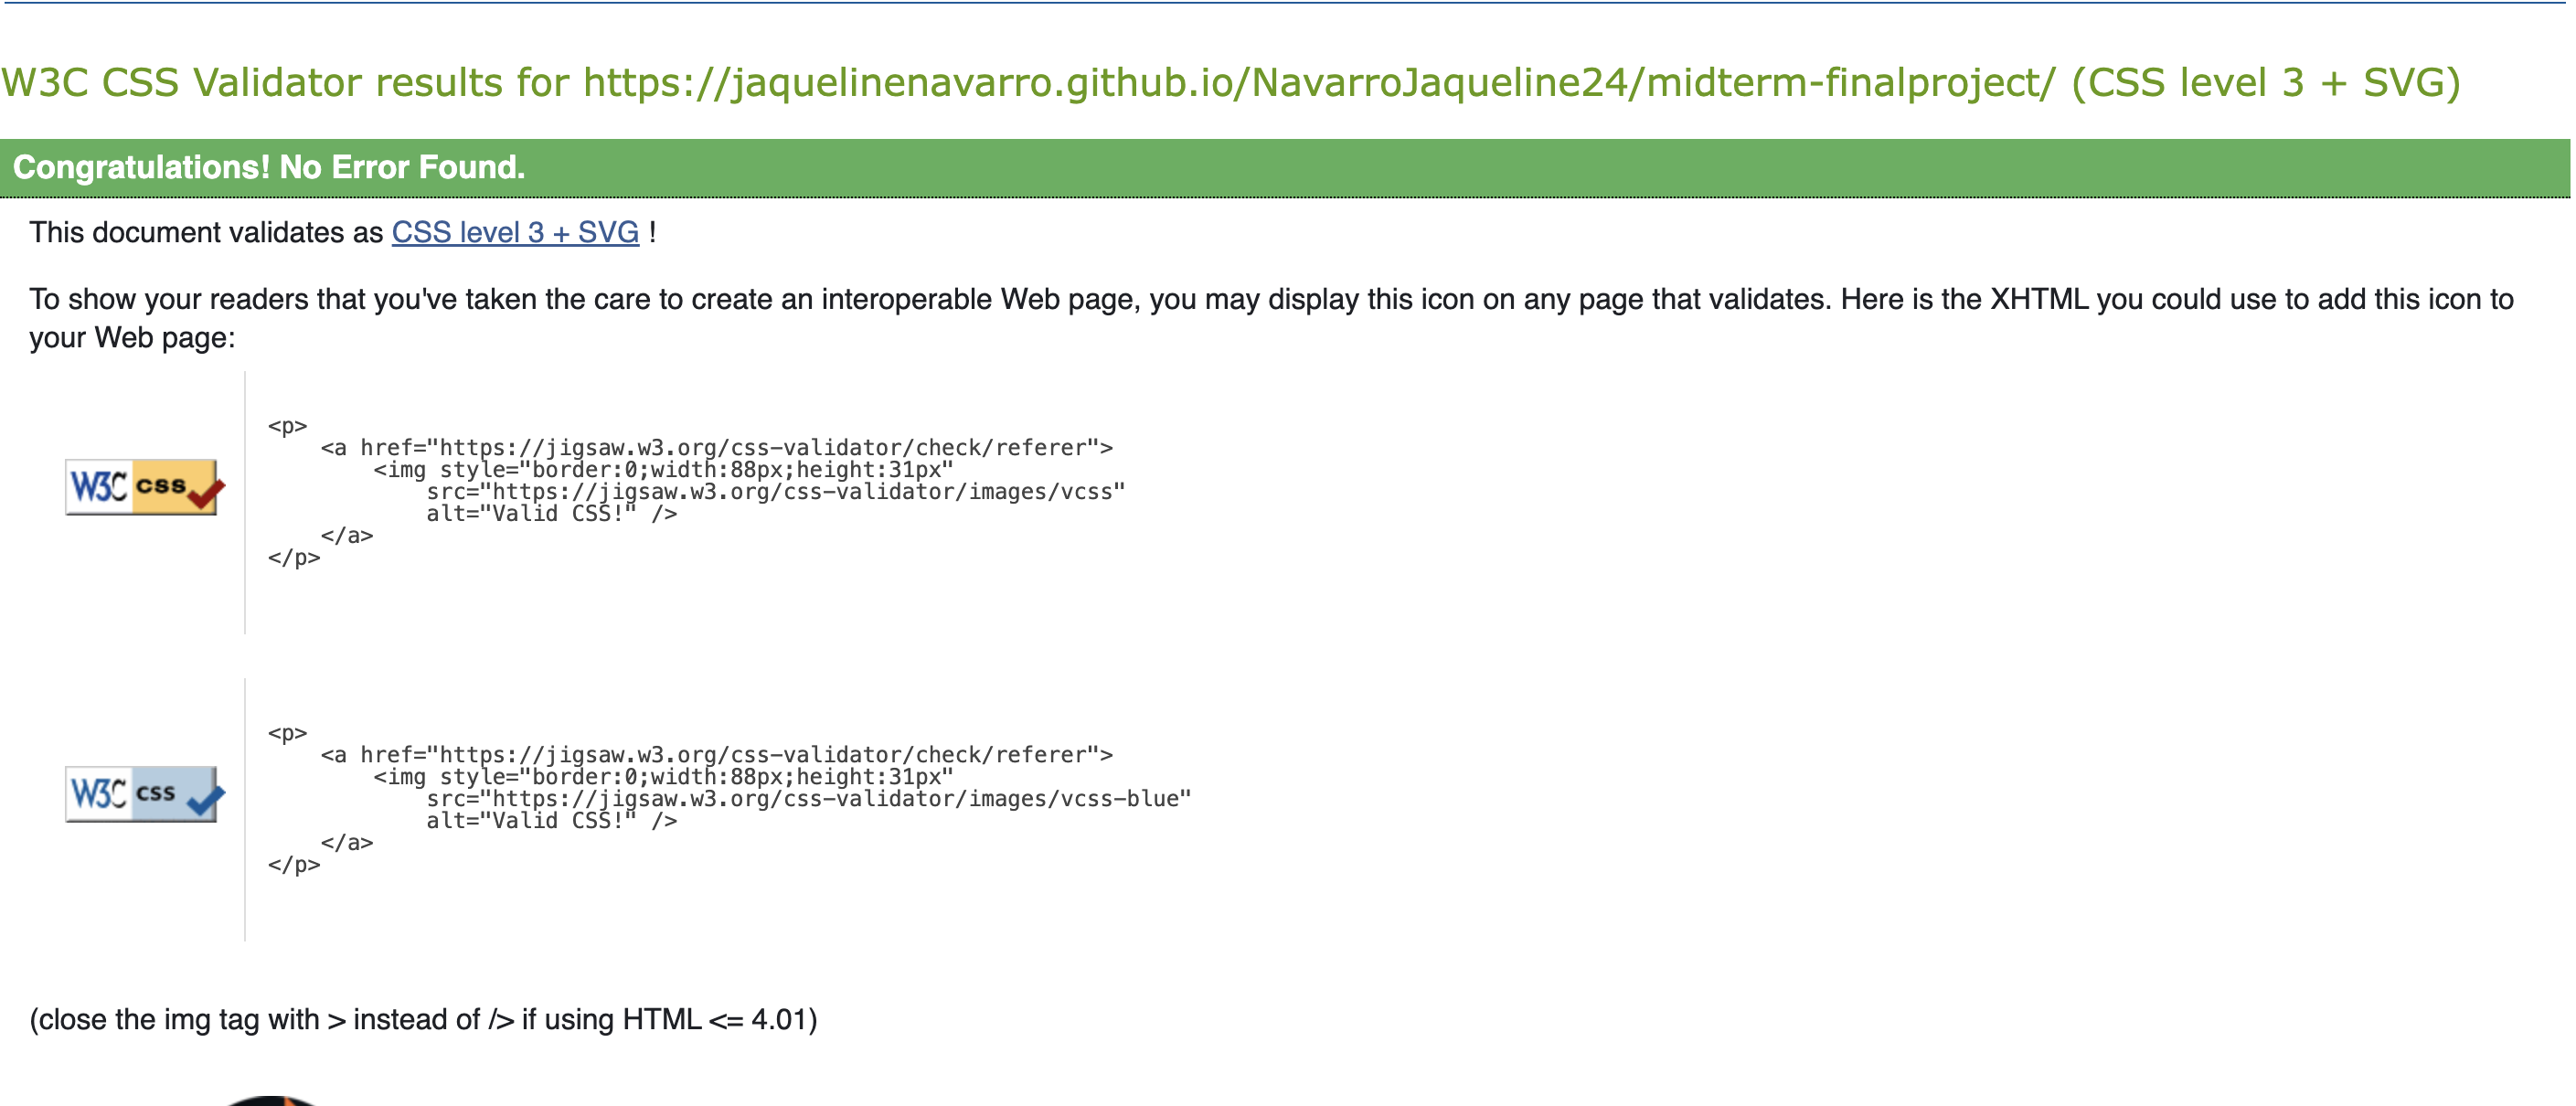 W3C CSS Validator results for https://jaquelinenavarro.github.io/NavarroJaqueline24/midterm-finalproject/ (CSS level 3 + SVG)
Congratulations! No Error Found.
This document validates as CSS level 3 + SVG !
To show your readers that you've taken the care to create an interoperable Web page, you may display this icon on any page that validates. Here is the XHTML you could use to add this icon to
your Web page:
<p>
<a href="https://jigsaw.w3.org/css-validator/check/referer">
<img style="border:0;width:88px;height:31px"
W3C css
src="https://jigsaw.w3.org/css-validator/images/vcss"
alt="Valid CSS!" />
</a>
</p>
<p>
<a href="https://jigsaw.w3.org/css-validator/check/referer">
<img style="border:0;width:88px;height:31px"
W3C css
src="https://jigsaw.w3.org/css-validator/images/vcss-blue"
alt="Valid CSS!" />
</a>
</p>
(close the img tag with > instead of /> if using HTML <= 4.01)